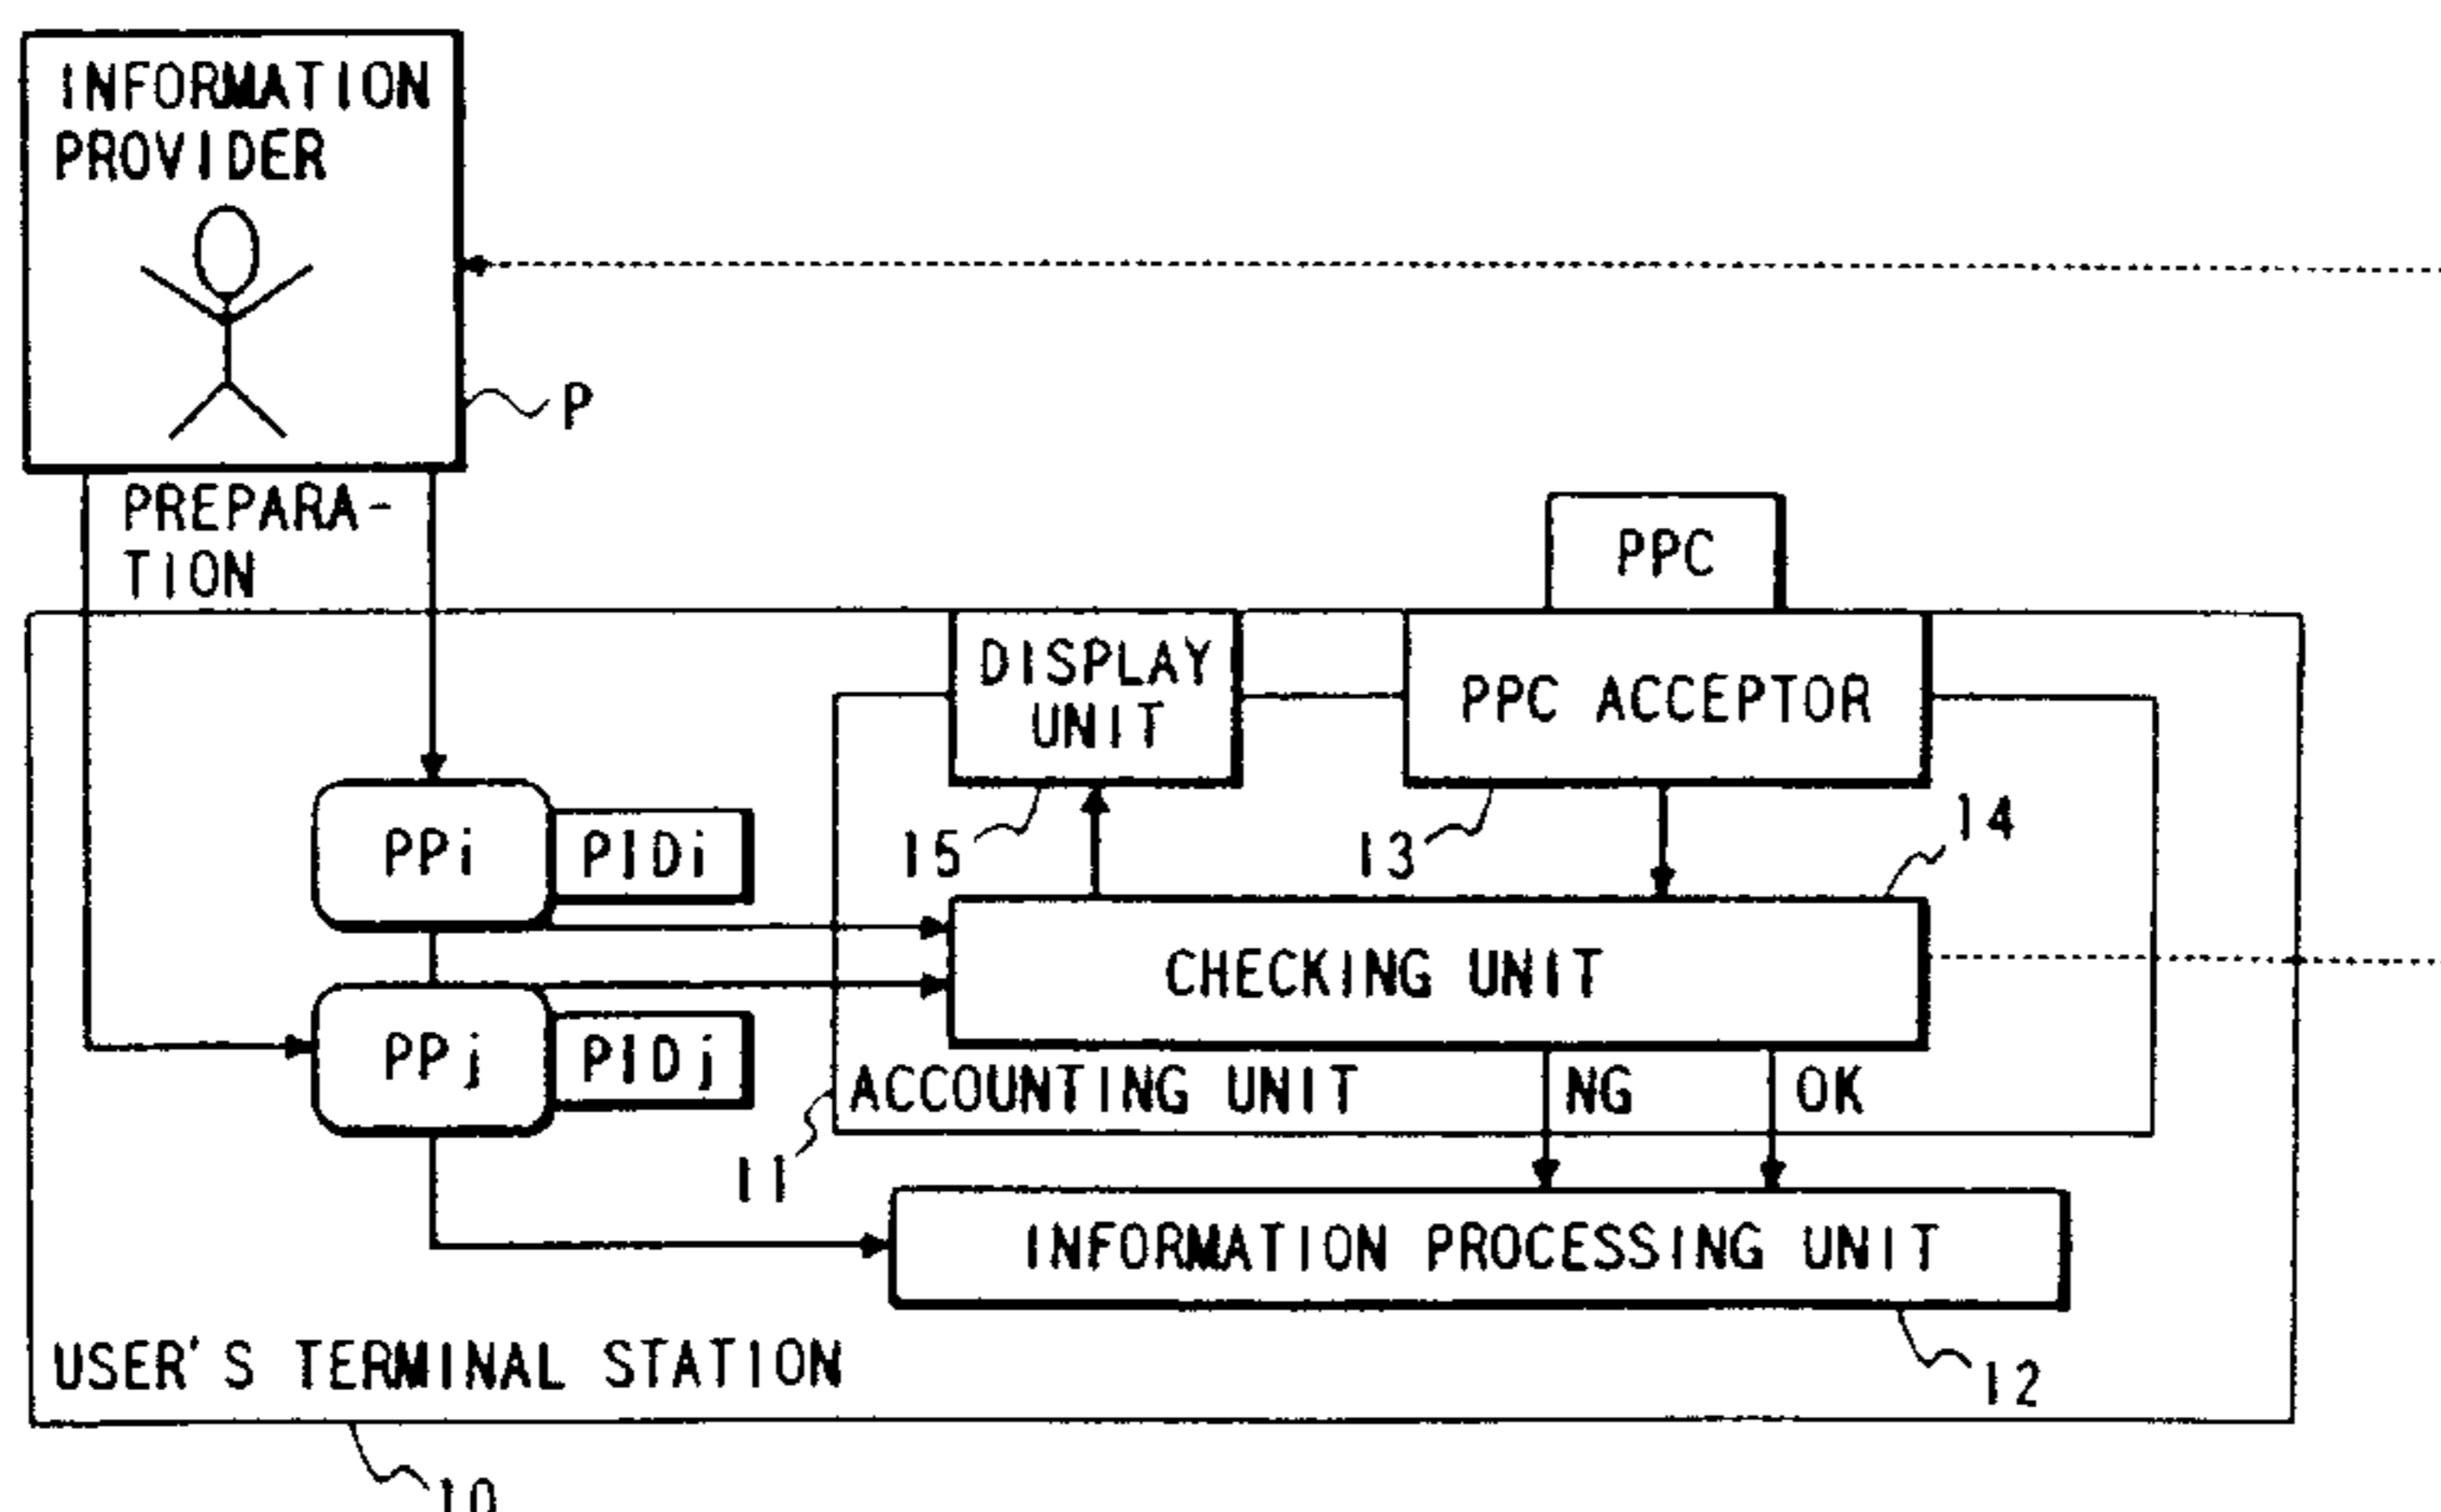 INFORMATION
PROVIDER
P
PREPARA-
TION
PPC
DISPLAY
UNIT
PPC ACCEPTOR
PPi
PIDi
15
13
14
CHECKING UNIT
PPj
PIDj
ACCOUNTING UNIT
NG
OK
11
INFORMATION PROCESSING UNIT
USER'S TERMINAL STATION
12
10